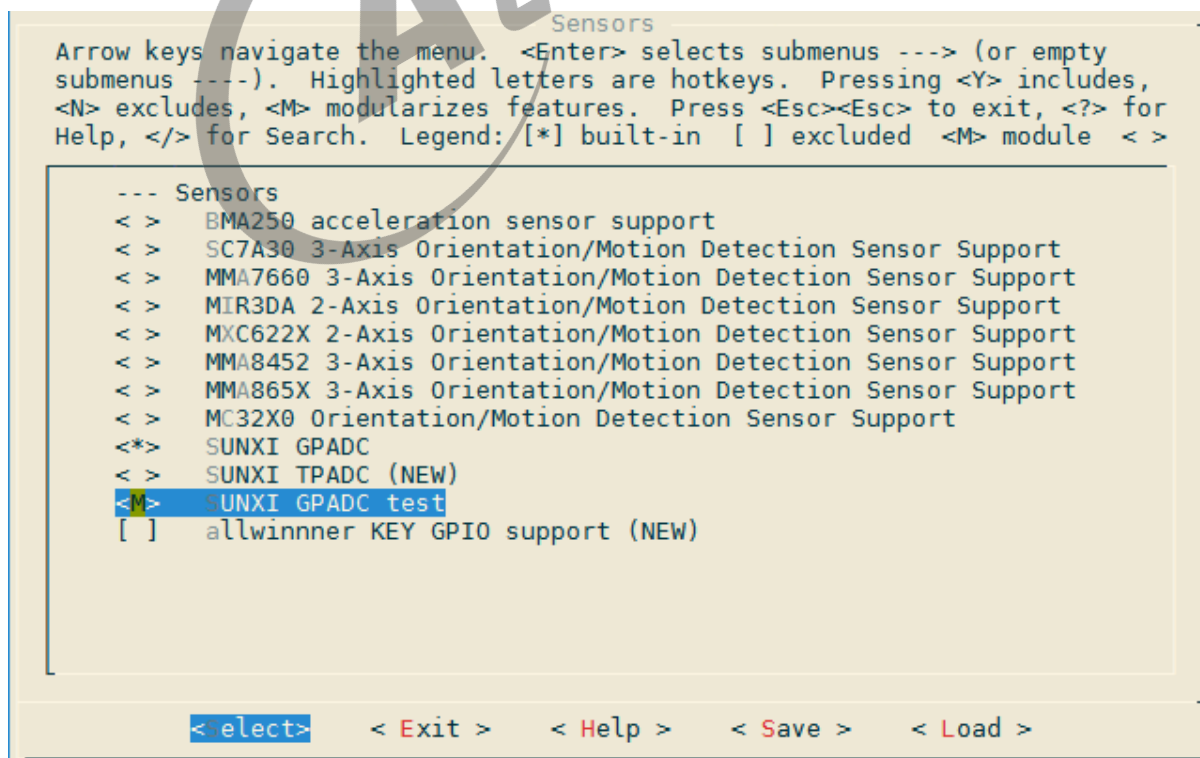 Sensors
Arrow keys navigate the menu.  <Enter> selects submenus ---> (or empty
submenus ----).  Highlighted letters are hotkeys.  Pressing <Y> includes,
<N> excludes, <M> modularizes features.  Press <Esc><Esc> to exit, <?> for
Help, </> for Search.  Legend: [*] built-in  [ ] excluded  <M> module  < >
--- Sensors
< >   BMA250 acceleration sensor support
< >   SC7A30 3-Axis Orientation/Motion Detection Sensor Support
< >   MMA7660 3-Axis Orientation/Motion Detection Sensor Support
< >   MIR3DA 2-Axis Orientation/Motion Detection Sensor Support
< >   MXC622X 2-Axis Orientation/Motion Detection Sensor Support
< >   MMA8452 3-Axis Orientation/Motion Detection Sensor Support
< >   MMA865X 3-Axis Orientation/Motion Detection Sensor Support
< >   MC32X0 Orientation/Motion Detection Sensor Support
<*>   SUNXI GPADC
< >   SUNXI TPADC (NEW)
<M>   SUNXI GPADC test
[ ]   allwinnner KEY GPIO support (NEW)
<Select>    < Exit >    < Help >    < Save >    < Load >